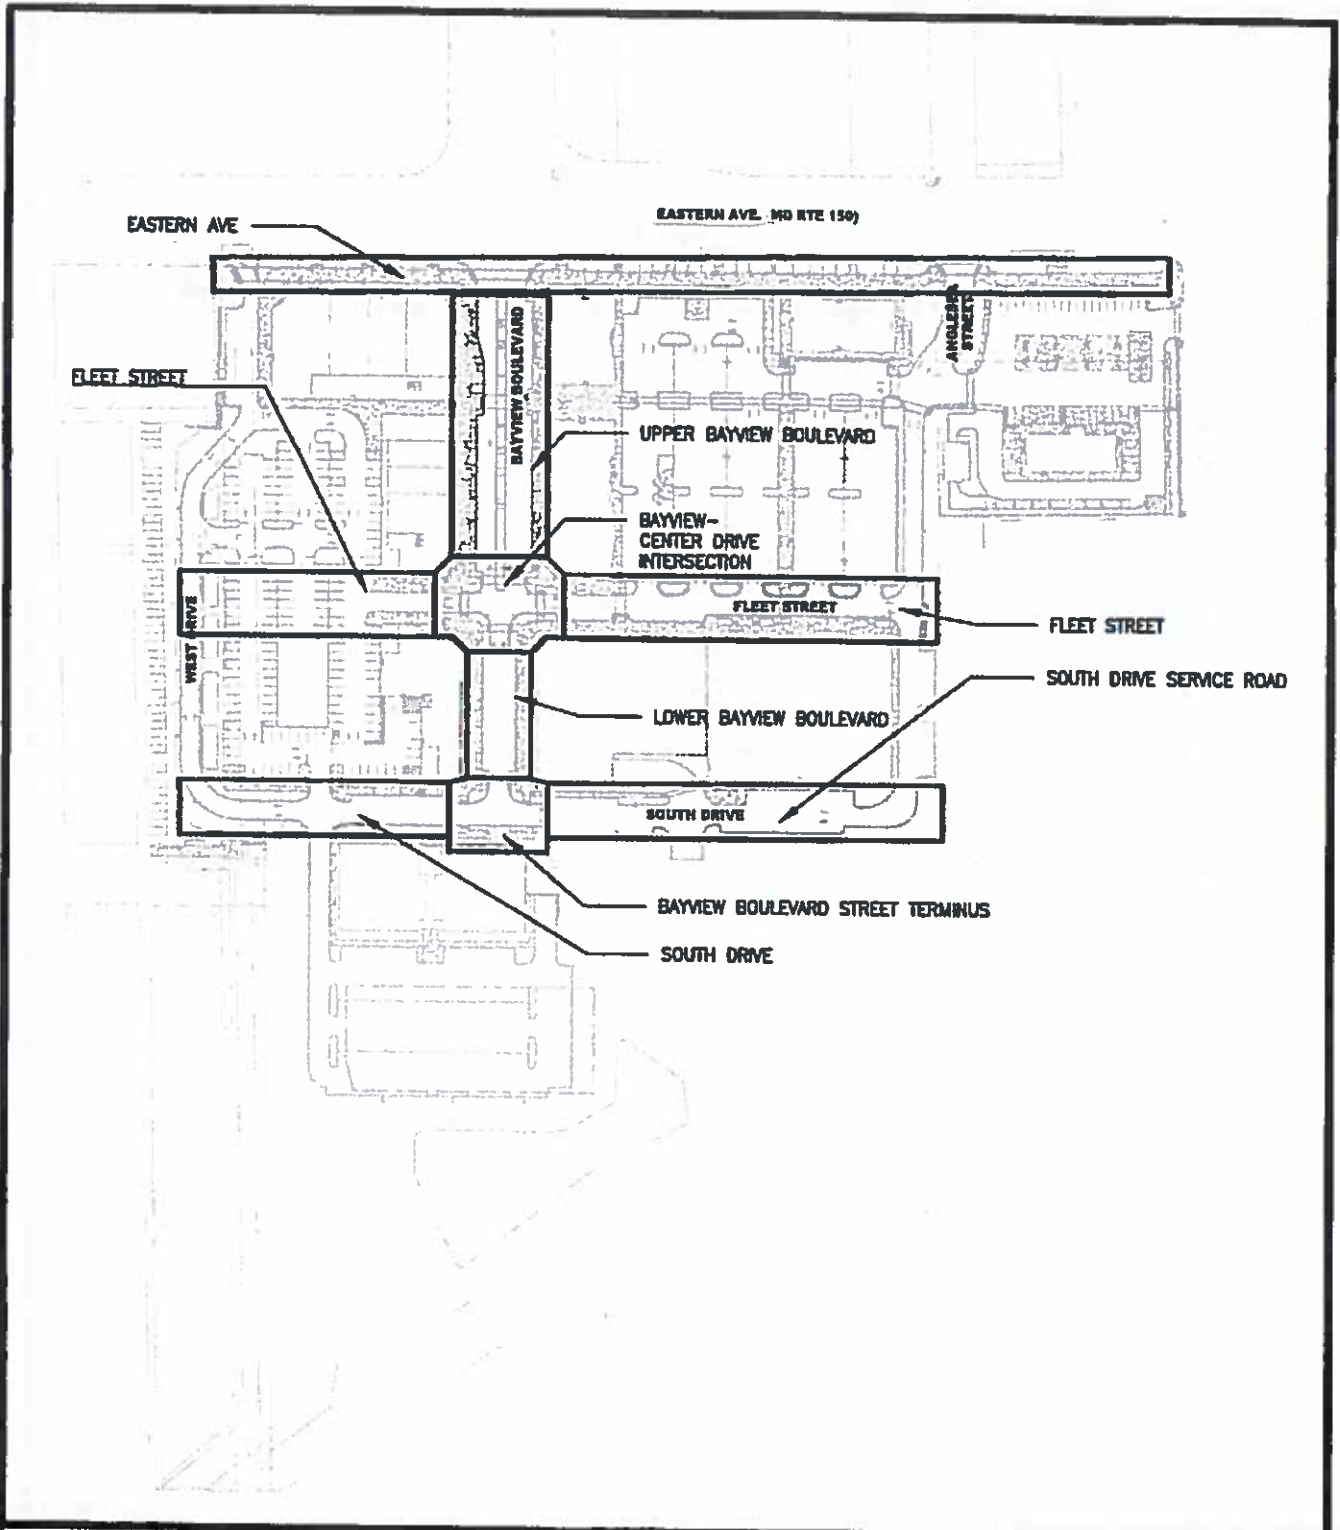 EASTERN AVE. MD RTE 150)
EASTERN AVE
BAYVIEW BOULEVARD
STREET
FLEET STREET
UPPER BAYVIEW BOULEVARD
BAYVIEW-
CENTER DRIVE
INTERSECTION
WEST DRIVE
FLEET STREET
FLEET STREET
SOUTH DRIVE SERVICE ROAD
LOWER BAYVIEW BOULEVARD
SOUTH DRIVE
BAYVIEW BOULEVARD STREET TERMINUS
SOUTH DRIVE